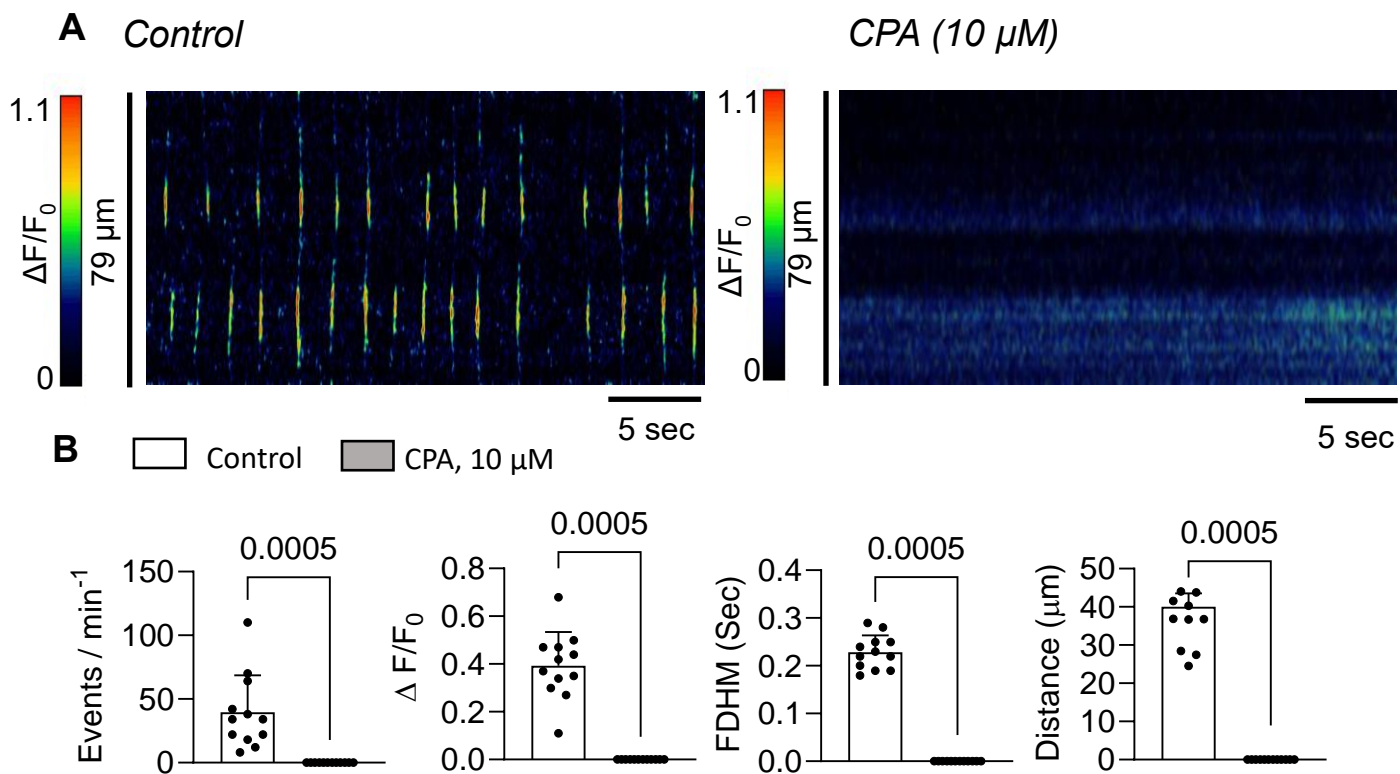 A Control CPA (10 µM)
1.1
ΔF/F0
0
79 µm
5 sec
1.1
ΔF/F0
0
79 µm
5 sec
B Control CPA, 10 µM
0.0005
Events / min-1
150
100
50
0
0.0005
Δ F/F0
0.8
0.6
0.4
0.2
0.0
0.0005
FDHM (Sec)
0.4
0.3
0.2
0.1
0.0
0.0005
Distance (µm)
50
40
30
20
10
0